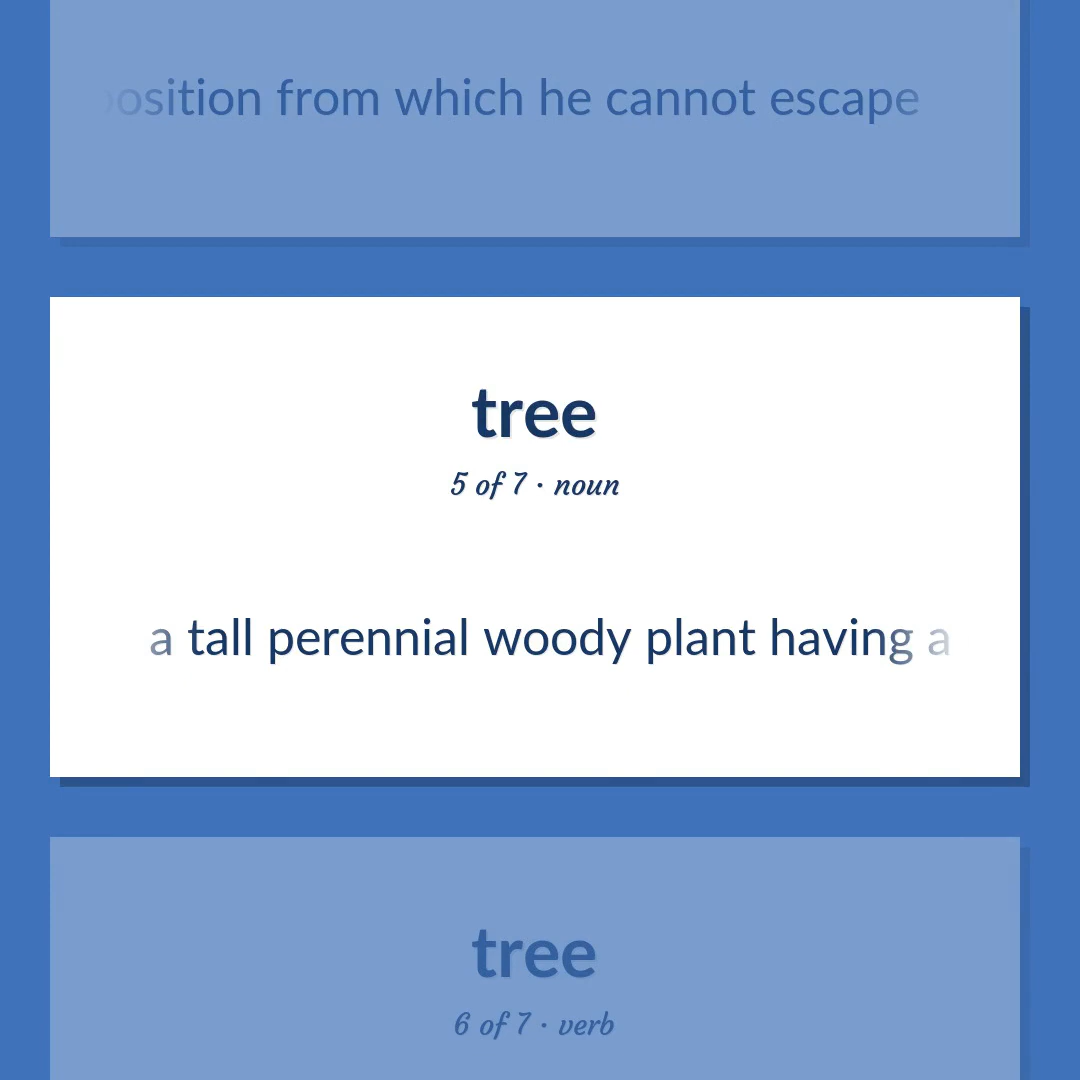 from which he cannot escape
tree
5 of 7 · noun
a tall perennial woody plant having a
tree
6 of 7 · verb